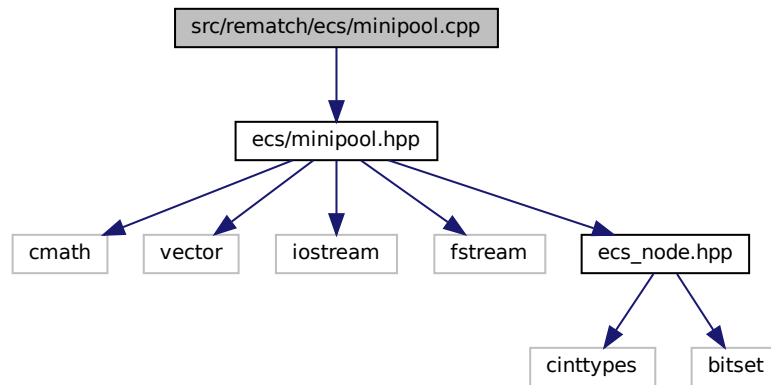 src/rematch/ecs/minipool.cpp
ecs/minipool.hpp
cmath
vector
iostream
fstream
ecs_node.hpp
cinttypes
bitset